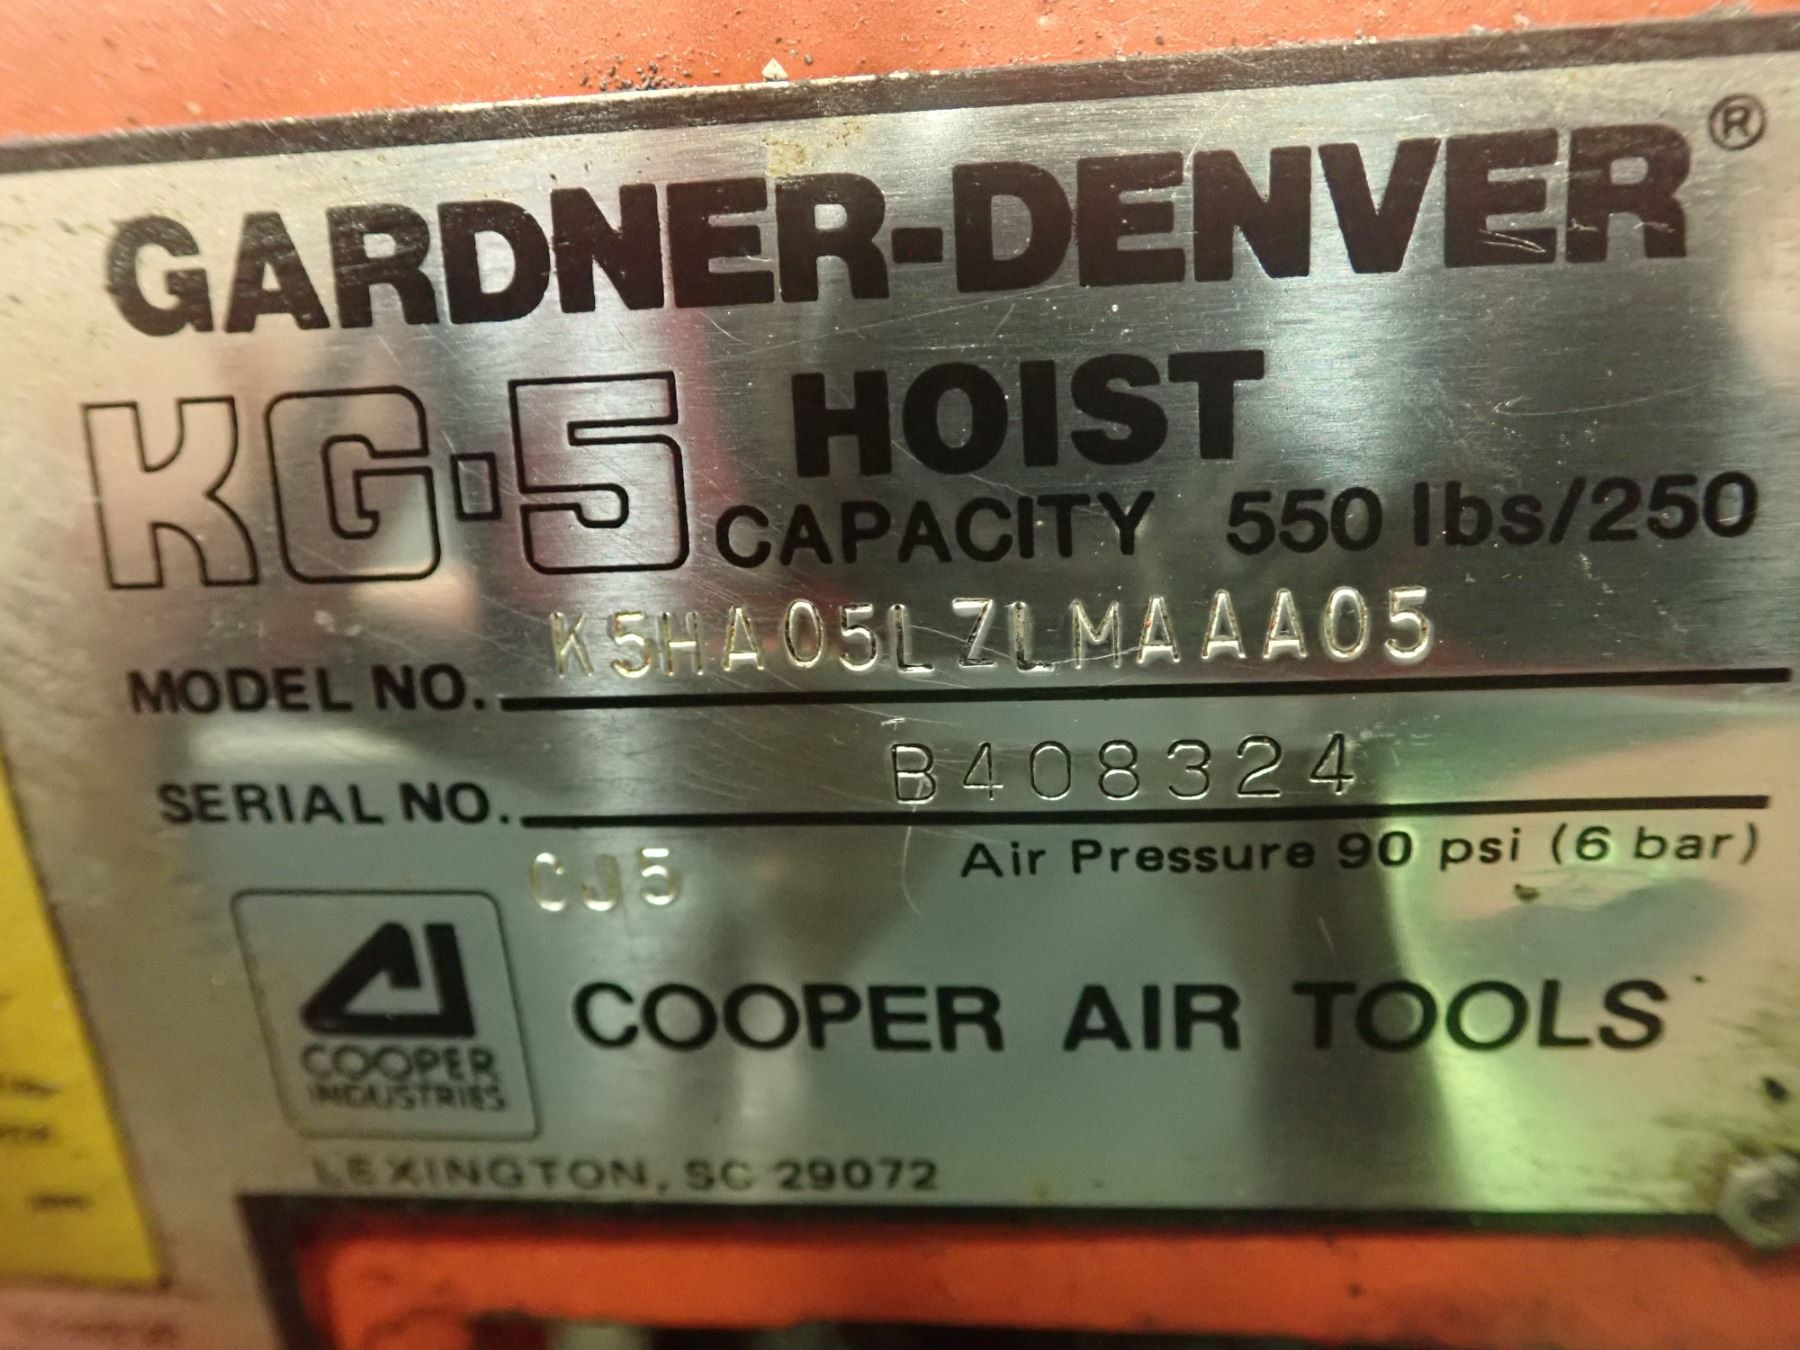 GARDNER-DENVER®
KG·5 HOIST
CAPACITY 550 lbs/250
MODEL NO. K5HA05LZLMAAA05
SERIAL NO. B408324
CJ5 Air Pressure 90 psi (6 bar)
COOPER INDUSTRIES
COOPER AIR TOOLS
LEXINGTON, SC 29072